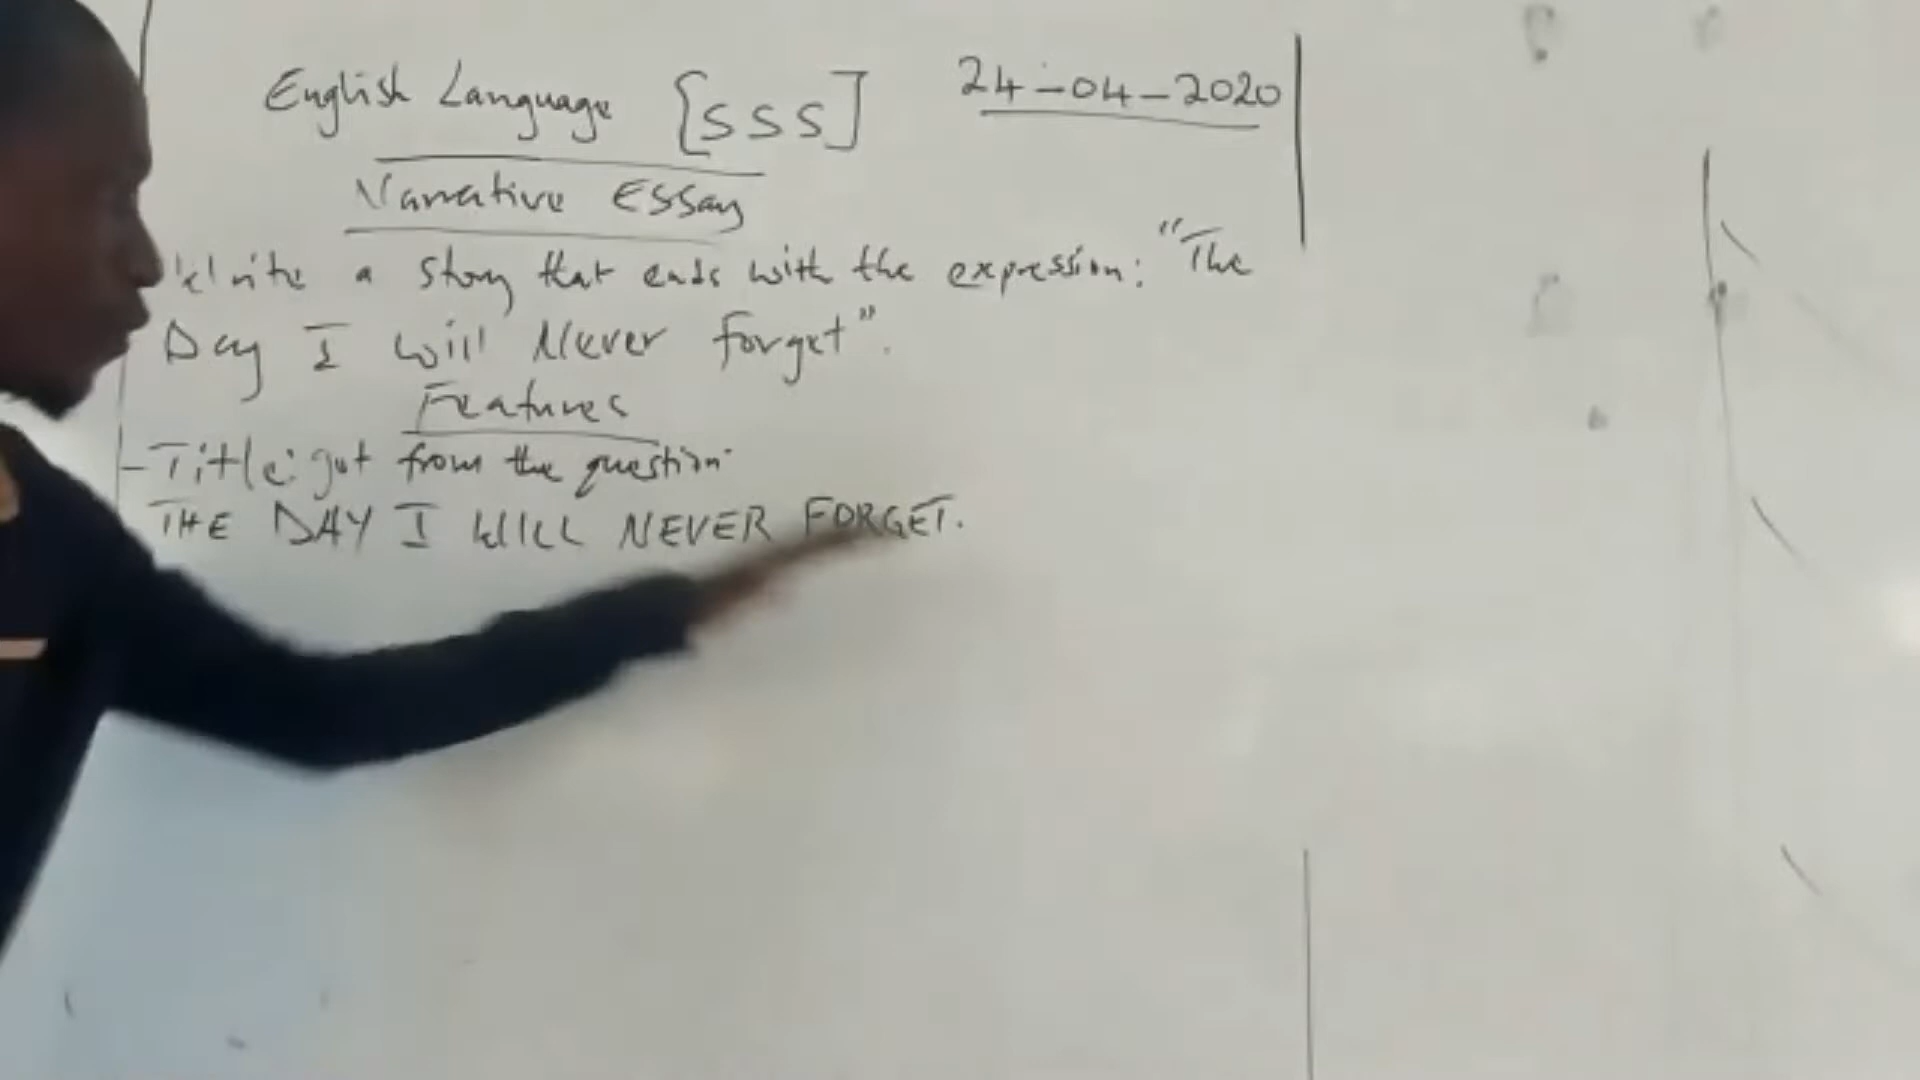 English Language [SSS] 24-04-2020
Narrative Essay
Write a story that ends with the expression: "The
Day I will Never forget".
Features
-Title: got from the question.
THE DAY I WILL NEVER FORGET.